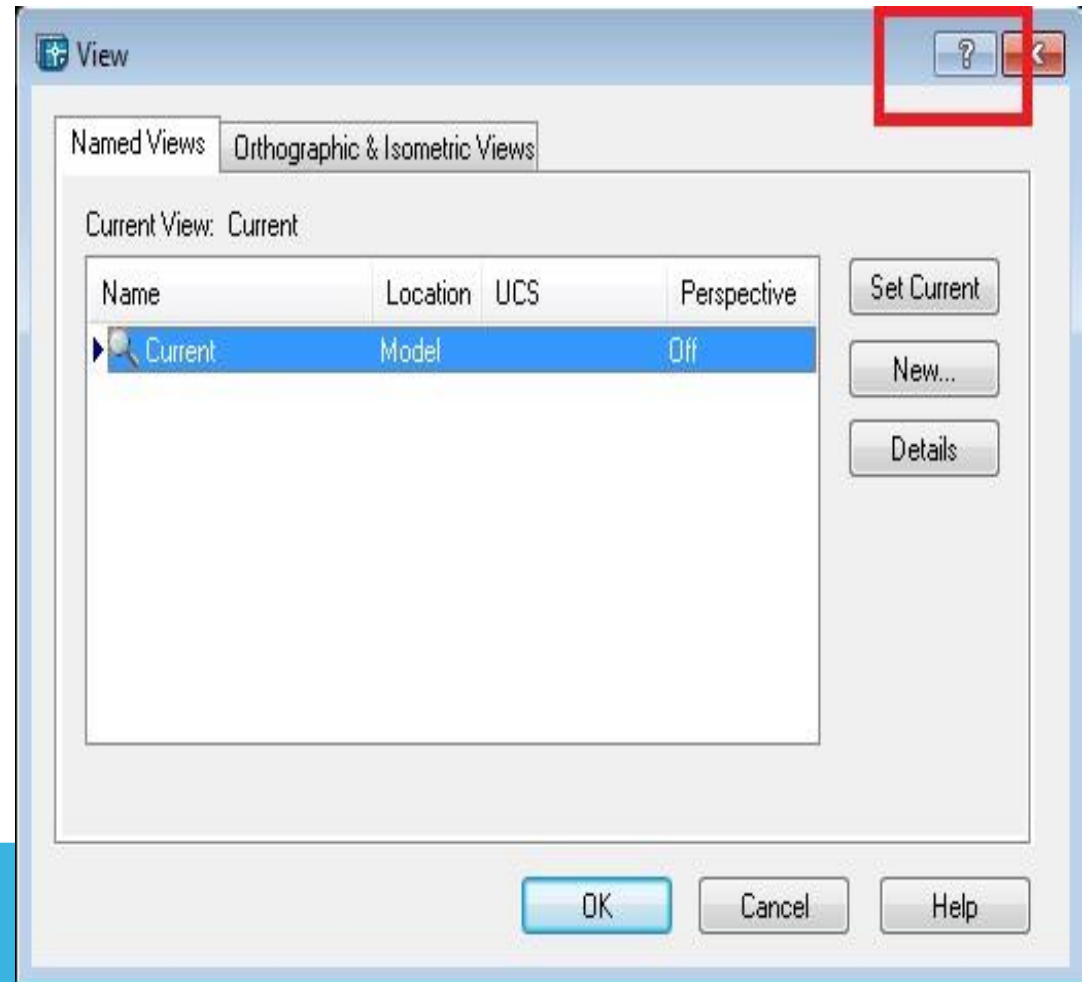 View
?
Named Views
Orthographic & Isometric Views
Current View: Current
Name Location UCS Perspective
Current Model Off
Set Current
New...
Details
OK
Cancel
Help